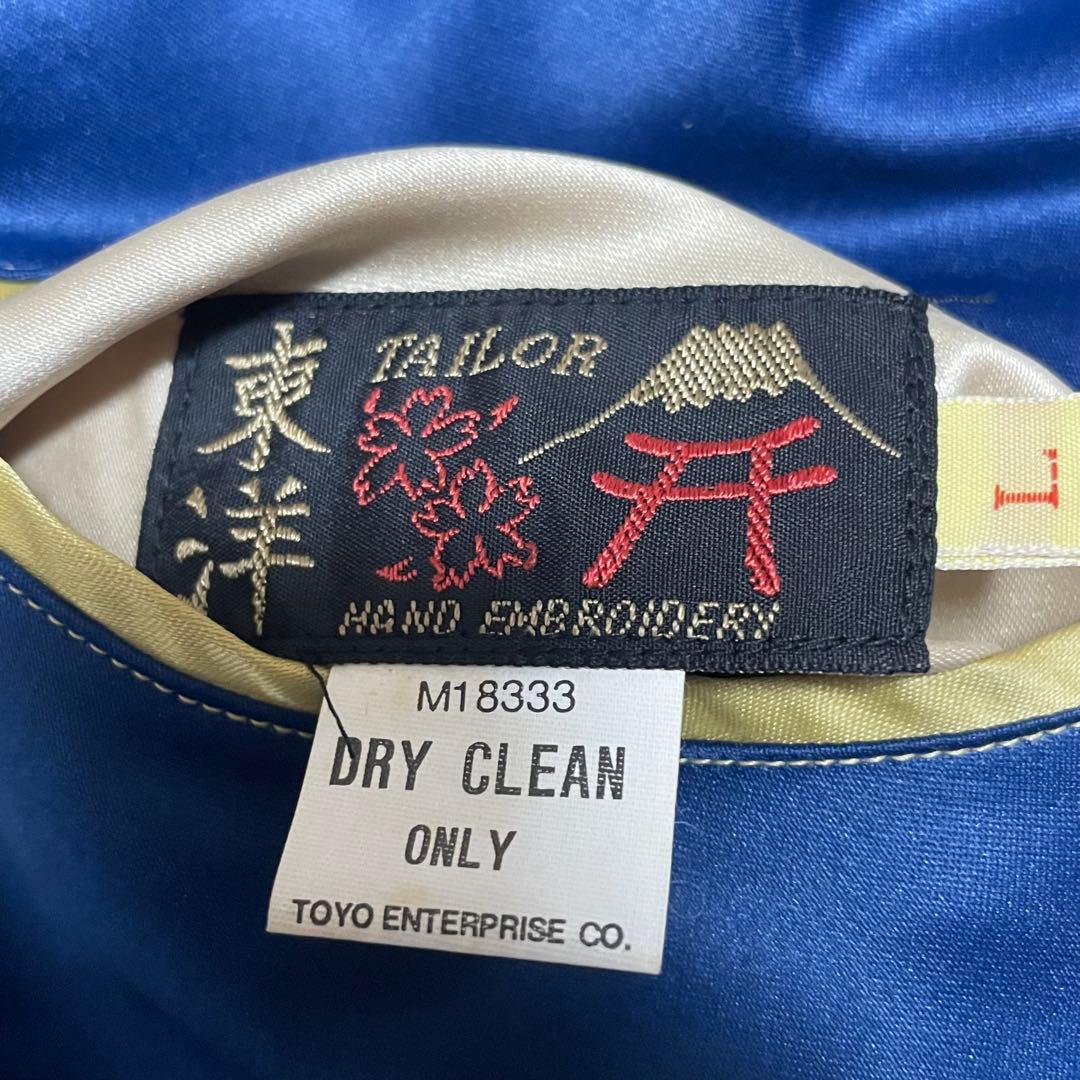 東洋
TAILOR
HAND EMBROIDERY
L
M18333
DRY CLEAN
ONLY
TOYO ENTERPRISE CO.